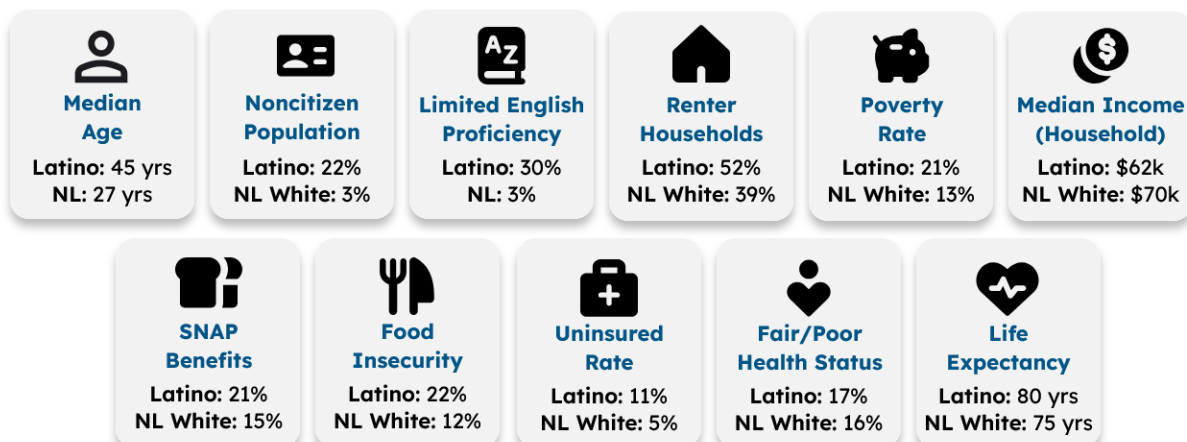 A Z
$
Median
Age
Latino: 45 yrs
NL: 27 yrs
Noncitizen
Population
Latino: 22%
NL White: 3%
Limited English
Proficiency
Latino: 30%
NL: 3%
Renter
Households
Latino: 52%
NL White: 39%
Poverty
Rate
Latino: 21%
NL White: 13%
Median Income
(Household)
Latino: $62k
NL White: $70k
SNAP
Benefits
Latino: 21%
NL White: 15%
Food
Insecurity
Latino: 22%
NL White: 12%
Uninsured
Rate
Latino: 11%
NL White: 5%
Fair/Poor
Health Status
Latino: 17%
NL White: 16%
Life
Expectancy
Latino: 80 yrs
NL White: 75 yrs